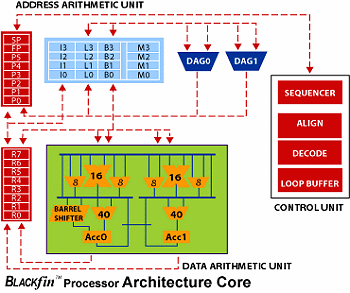 ADDRESS ARITHMETIC UNIT
SP
FP
P5
P4
P3
P2
P1
P0
I3 L3 B3 M3
I2 L2 B2 M2
I1 L1 B1 M1
I0 L0 B0 M0
DAG0 DAG1
SEQUENCER
ALIGN
DECODE
LOOP BUFFER
CONTROL UNIT
R7
R6
R5
R4
R3
R2
R1
R0
16 16
8 8 8 8
BARREL
SHIFTER
40 40
Acc0 Acc1
DATA ARITHMETIC UNIT
BLACKfin™ Processor Architecture Core